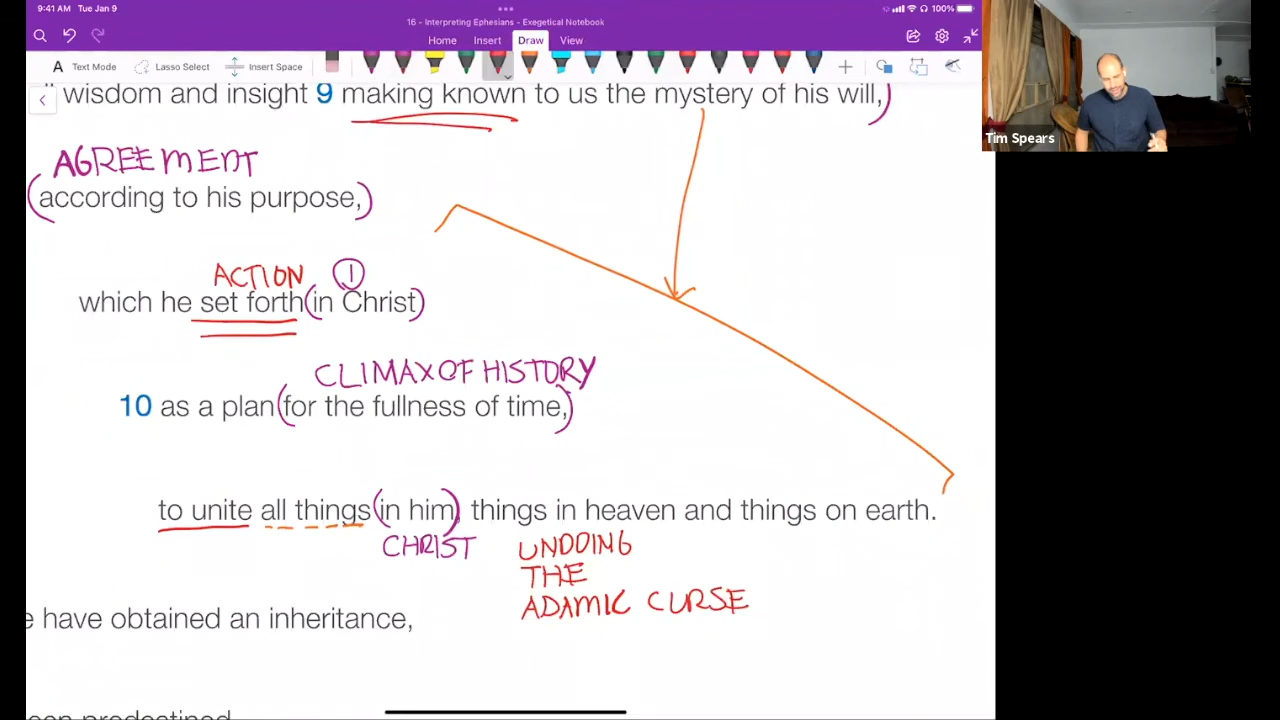 9:41 AM Tue Jan 9
100%
16 - Interpreting Ephesians - Exegetical Notebook
Home Insert Draw View
Text Mode Lasso Select Insert Space
wisdom and insight 9 making known to us the mystery of his will,)
Tim Spears
AGREEMENT
(according to his purpose,)
ACTION 1
which he set forth (in Christ)
CLIMAX OF HISTORY
10 as a plan (for the fullness of time,)
to unite all things (in him), things in heaven and things on earth.
CHRIST UNDOING
THE
ADAMIC CURSE
e have obtained an inheritance,
een predestined